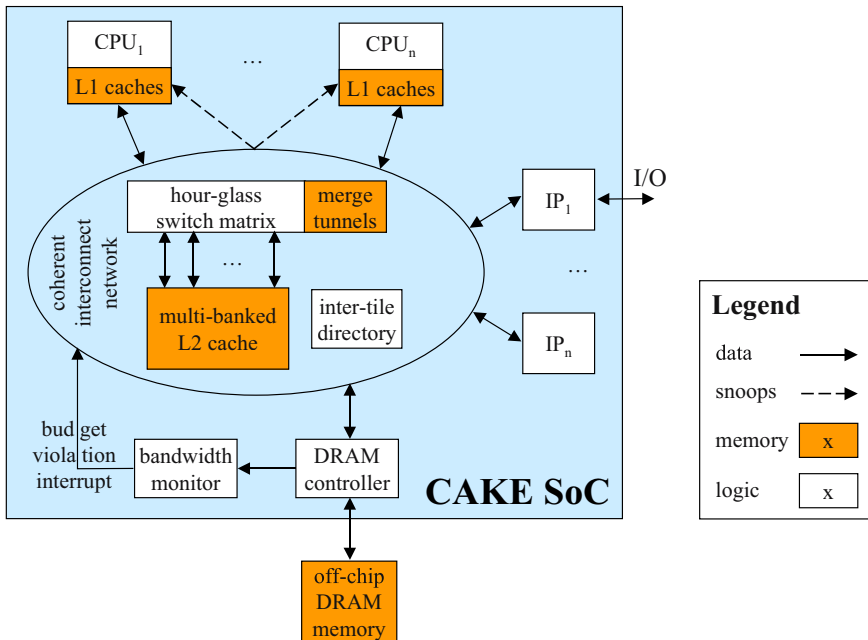 CPU1
L1 caches
...
CPUn
L1 caches
hour-glass
switch matrix
merge
tunnels
coherent
interconnect
network
...
multi-banked
L2 cache
inter-tile
directory
IP1
I/O
...
IPn
bud get
viola tion
interrupt
bandwidth
monitor
DRAM
controller
CAKE SoC
off-chip
DRAM
memory
Legend
data
snoops
memory
x
logic
x